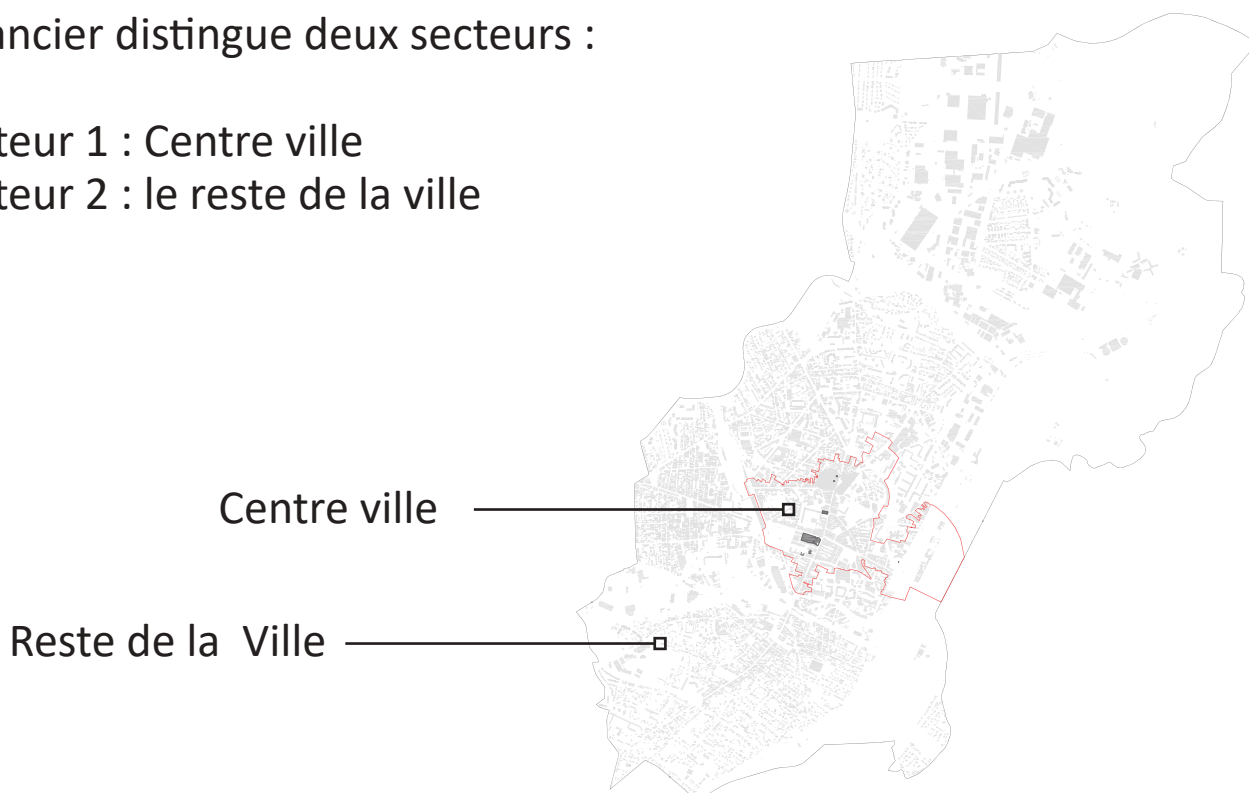 ancier distingue deux secteurs :
teur 1 : Centre ville
teur 2 : le reste de la ville
Centre ville
Reste de la Ville